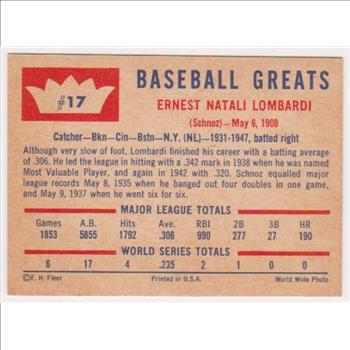 #17
BASEBALL GREATS
ERNEST NATALI LOMBARDI
(Schnoz)—May 6, 1908
Catcher—Bkn—Cin—Bstn—N.Y. (NL)—1931-1947, batted right
Although very slow of foot, Lombardi finished his career with a batting average
of .306. He led the league in hitting with a .342 mark in 1938 when he was named
Most Valuable Player, and again in 1942 with .320. Schnoz equalled major
league records May 8, 1935 when he banged out four doubles in one
game, and May 9, 1937 when he went six for six.
MAJOR LEAGUE TOTALS
Games A.B. Hits Ave. RBI 2B 3B HR
1853 5855 1792 .306 990 277 27 190
WORLD SERIES TOTALS
6 17 4 .235 2 1 0 0
©F. H. Fleer Printed in U.S.A. World Wide Photo